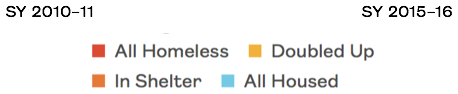 SY 2010–11 SY 2015–16
All Homeless Doubled Up
In Shelter All Housed